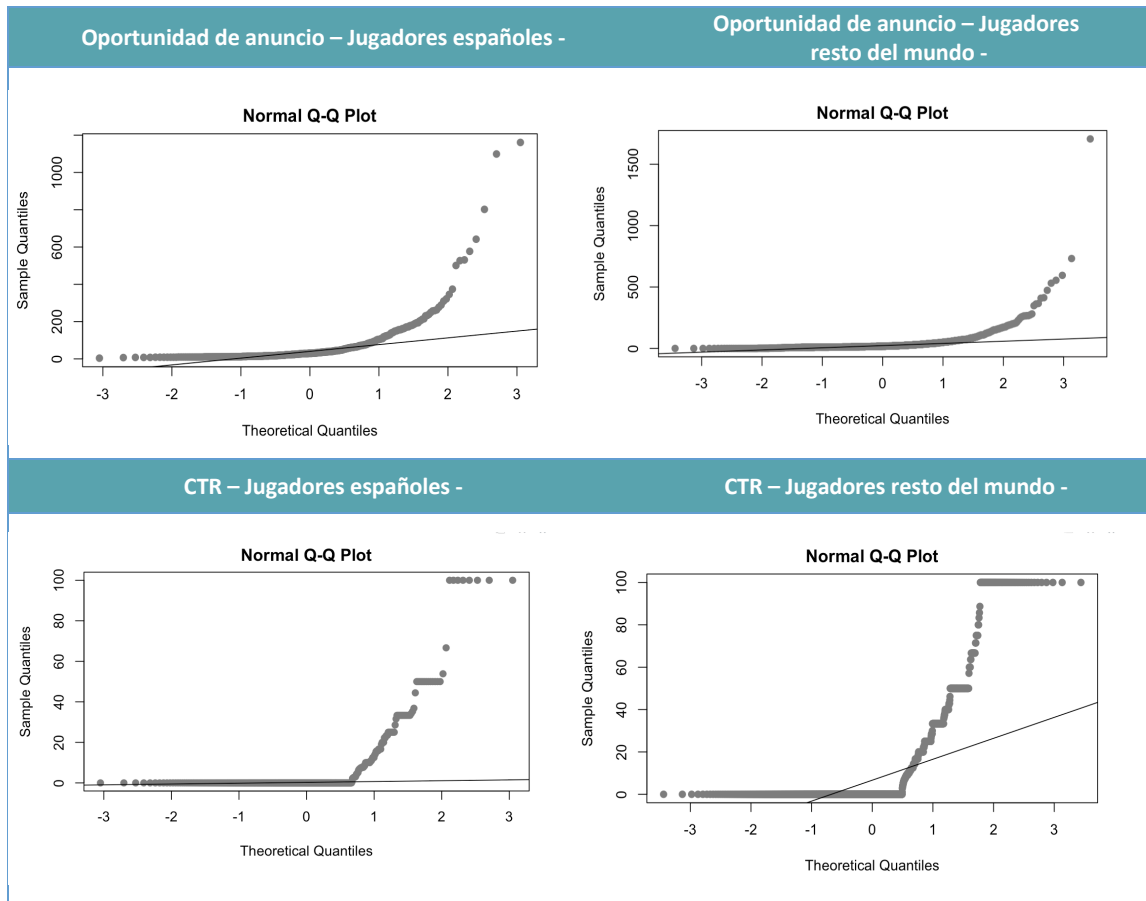 Oportunidad de anuncio – Jugadores españoles -
Oportunidad de anuncio – Jugadores
resto del mundo -
Normal Q-Q Plot
Sample Quantiles
0
200
600
1000
-3
-2
-1
0
1
2
3
Theoretical Quantiles
Normal Q-Q Plot
Sample Quantiles
0
500
1000
1500
-3
-2
-1
0
1
2
3
Theoretical Quantiles
CTR – Jugadores españoles -
CTR – Jugadores resto del mundo -
Normal Q-Q Plot
Sample Quantiles
0
20
40
60
80
100
-3
-2
-1
0
1
2
3
Theoretical Quantiles
Normal Q-Q Plot
Sample Quantiles
0
20
40
60
80
100
-3
-2
-1
0
1
2
3
Theoretical Quantiles